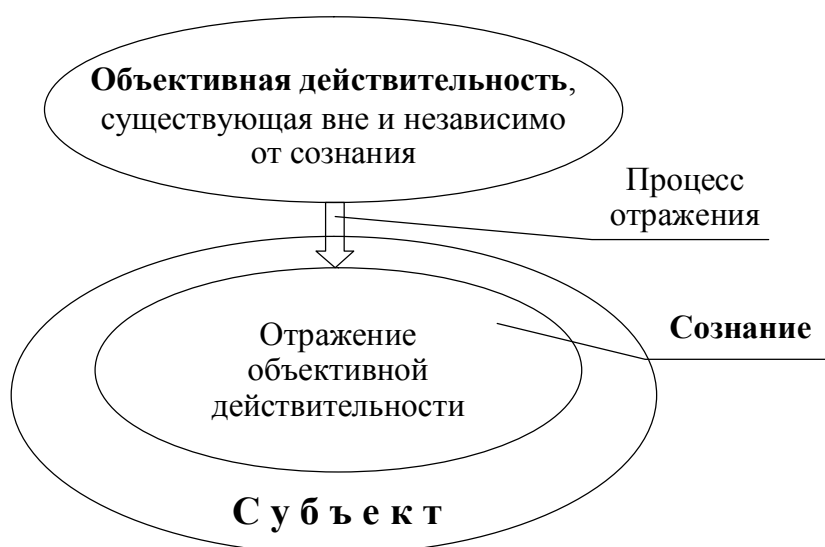 Объективная действительность,
существующая вне и независимо
от сознания
Процесс
отражения
Отражение
объективной
действительности
Сознание
С у б ъ е к т